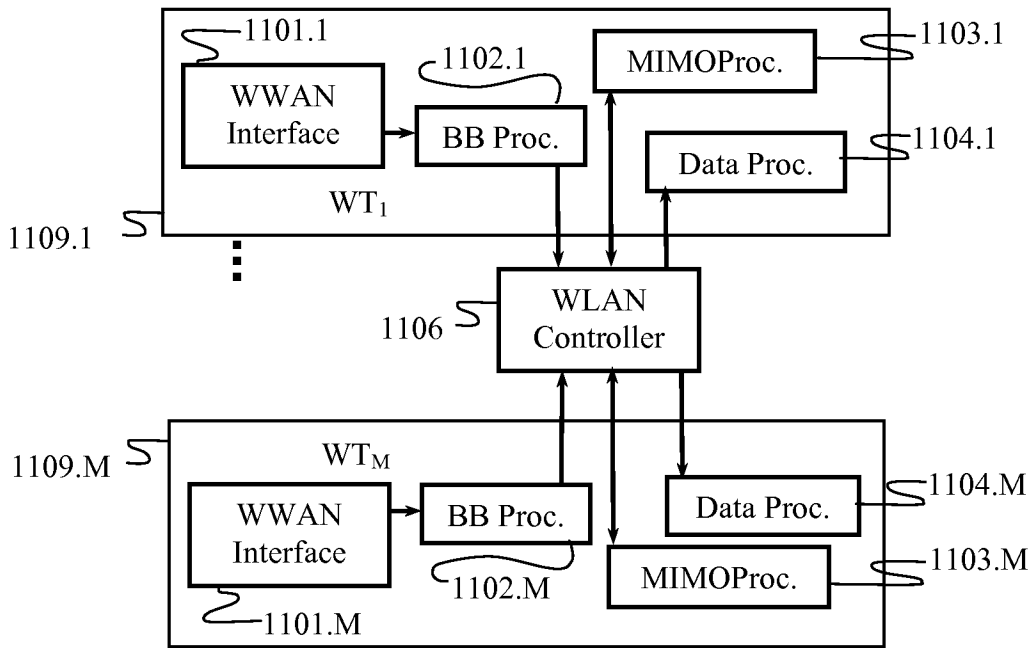 1101.1
1102.1
1103.1
WWAN
Interface
BB Proc.
MIMOProc.
Data Proc.
1104.1
WT1
1109.1
1106
WLAN
Controller
1109.M
WTM
WWAN
Interface
BB Proc.
Data Proc.
1104.M
MIMOProc.
1103.M
1102.M
1101.M